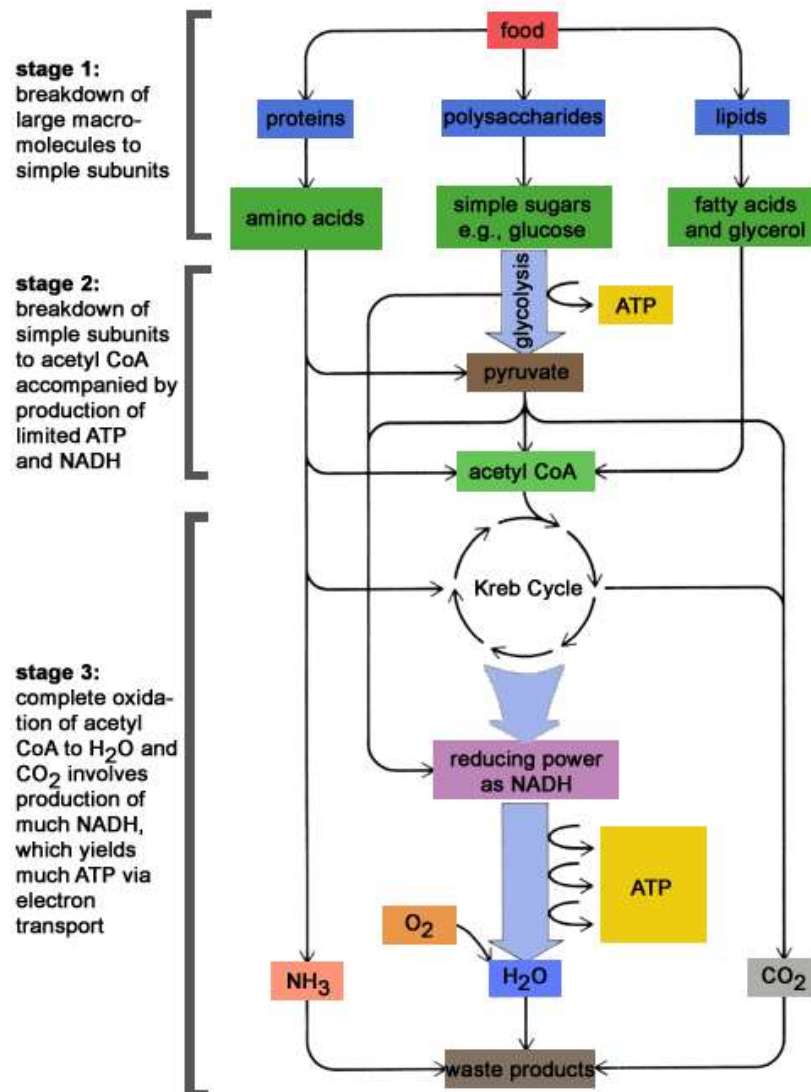 food
stage 1:
breakdown of
large macro-
molecules to
simple subunits
proteins
polysaccharides
lipids
amino acids
simple sugars
e.g., glucose
fatty acids
and glycerol
stage 2:
breakdown of
simple subunits
to acetyl CoA
accompanied by
production of
limited ATP
and NADH
glycolysis
ATP
pyruvate
acetyl CoA
Kreb Cycle
stage 3:
complete oxida-
tion of acetyl
CoA to H₂O and
CO₂ involves
production of
much NADH,
which yields
much ATP via
electron
transport
reducing power
as NADH
ATP
O₂
NH₃
H₂O
CO₂
waste products